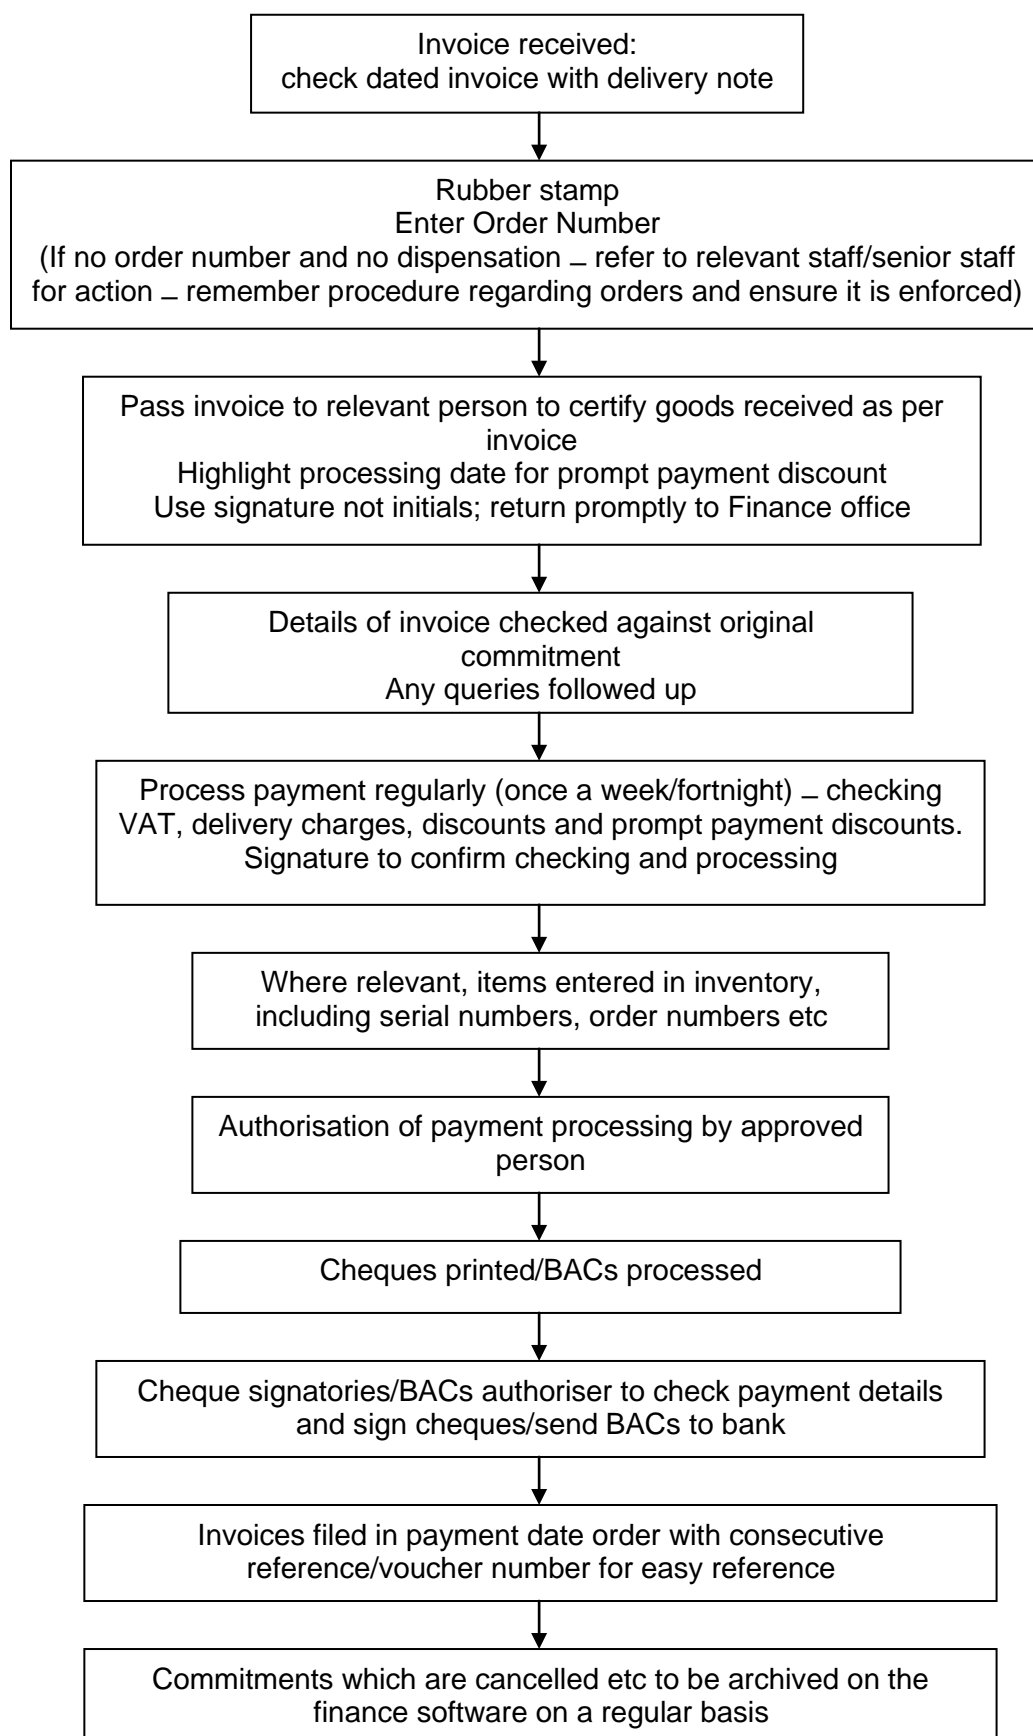 Invoice received:
check dated invoice with delivery note
Rubber stamp
Enter Order Number
(If no order number and no dispensation – refer to relevant staff/senior staff
for action – remember procedure regarding orders and ensure it is enforced)
Pass invoice to relevant person to certify goods received as per
invoice
Highlight processing date for prompt payment discount
Use signature not initials; return promptly to Finance office
Details of invoice checked against original
commitment
Any queries followed up
Process payment regularly (once a week/fortnight) – checking
VAT, delivery charges, discounts and prompt payment discounts.
Signature to confirm checking and processing
Where relevant, items entered in inventory,
including serial numbers, order numbers etc
Authorisation of payment processing by approved
person
Cheques printed/BACs processed
Cheque signatories/BACs authoriser to check payment details
and sign cheques/send BACs to bank
Invoices filed in payment date order with consecutive
reference/voucher number for easy reference
Commitments which are cancelled etc to be archived on the
finance software on a regular basis